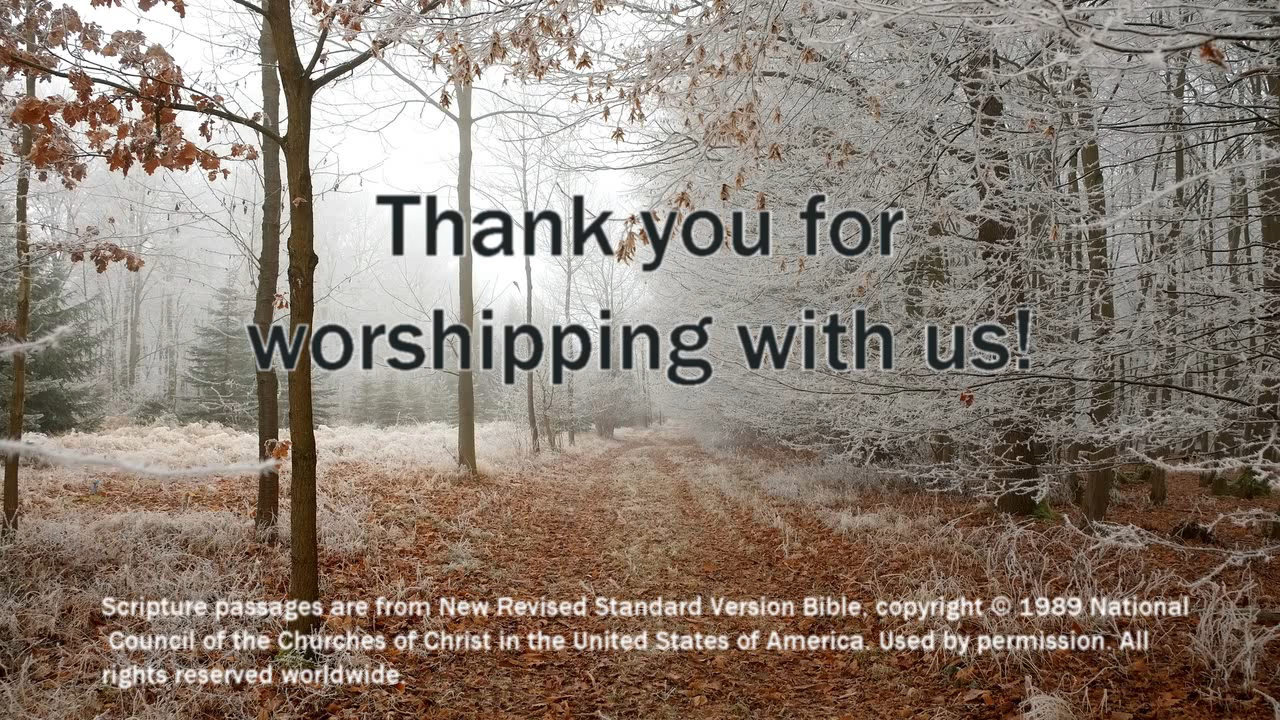 Thank you for
worshipping with us!
Scripture passages are from New Revised Standard Version Bible, copyright © 1989 National
Council of the Churches of Christ in the United States of America. Used by permission. All
rights reserved worldwide.